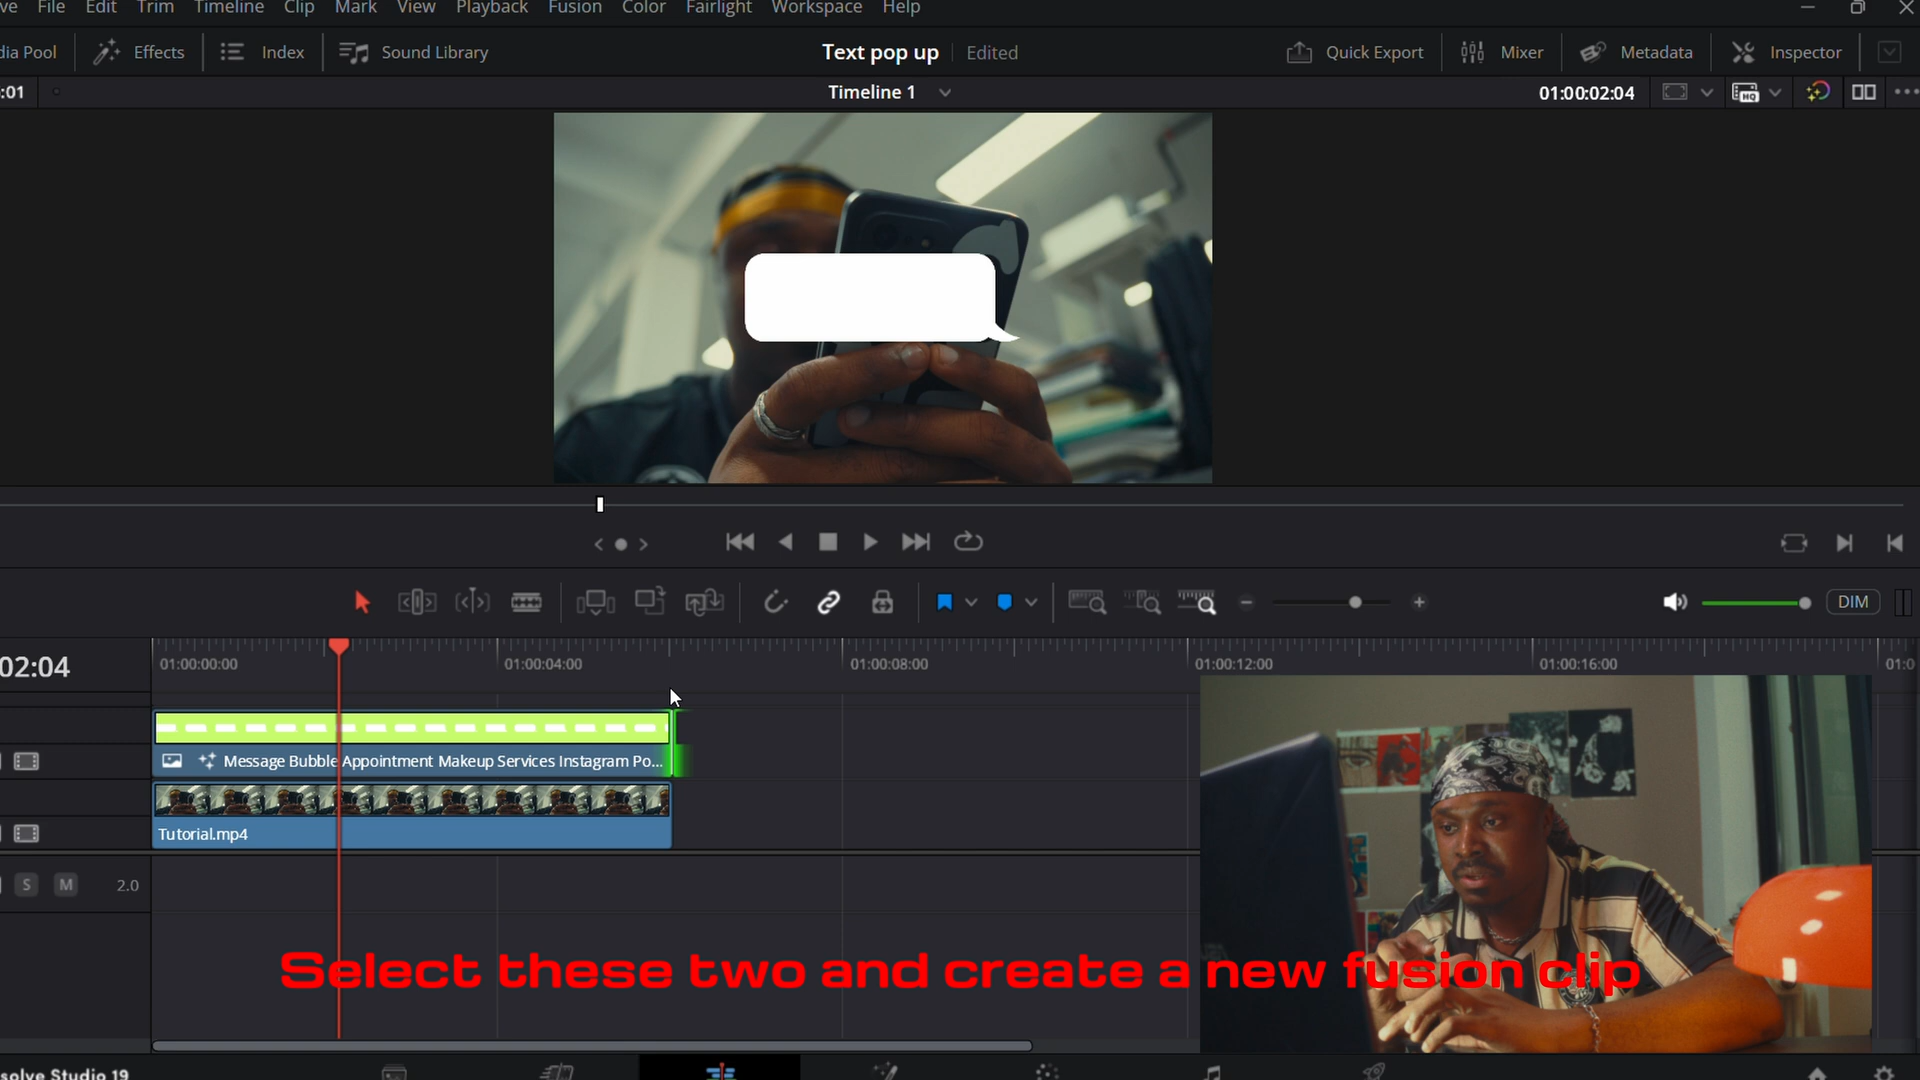 ve File Edit Trim Timeline Clip Mark View Playback Fusion Color Fairlight Workspace Help
dia Pool Effects Index Sound Library Text pop up Edited Quick Export Mixer Metadata Inspector
:01 Timeline 1 01:00:02:04
HQ
DIM
02:04 01:00:00:00 01:00:04:00 01:00:08:00 01:00:12:00 01:00:16:00 01:0
Message Bubble Appointment Makeup Services Instagram Po...
Tutorial.mp4
S M 2.0
Select these two and create a new fusion clip
solve Studio 19